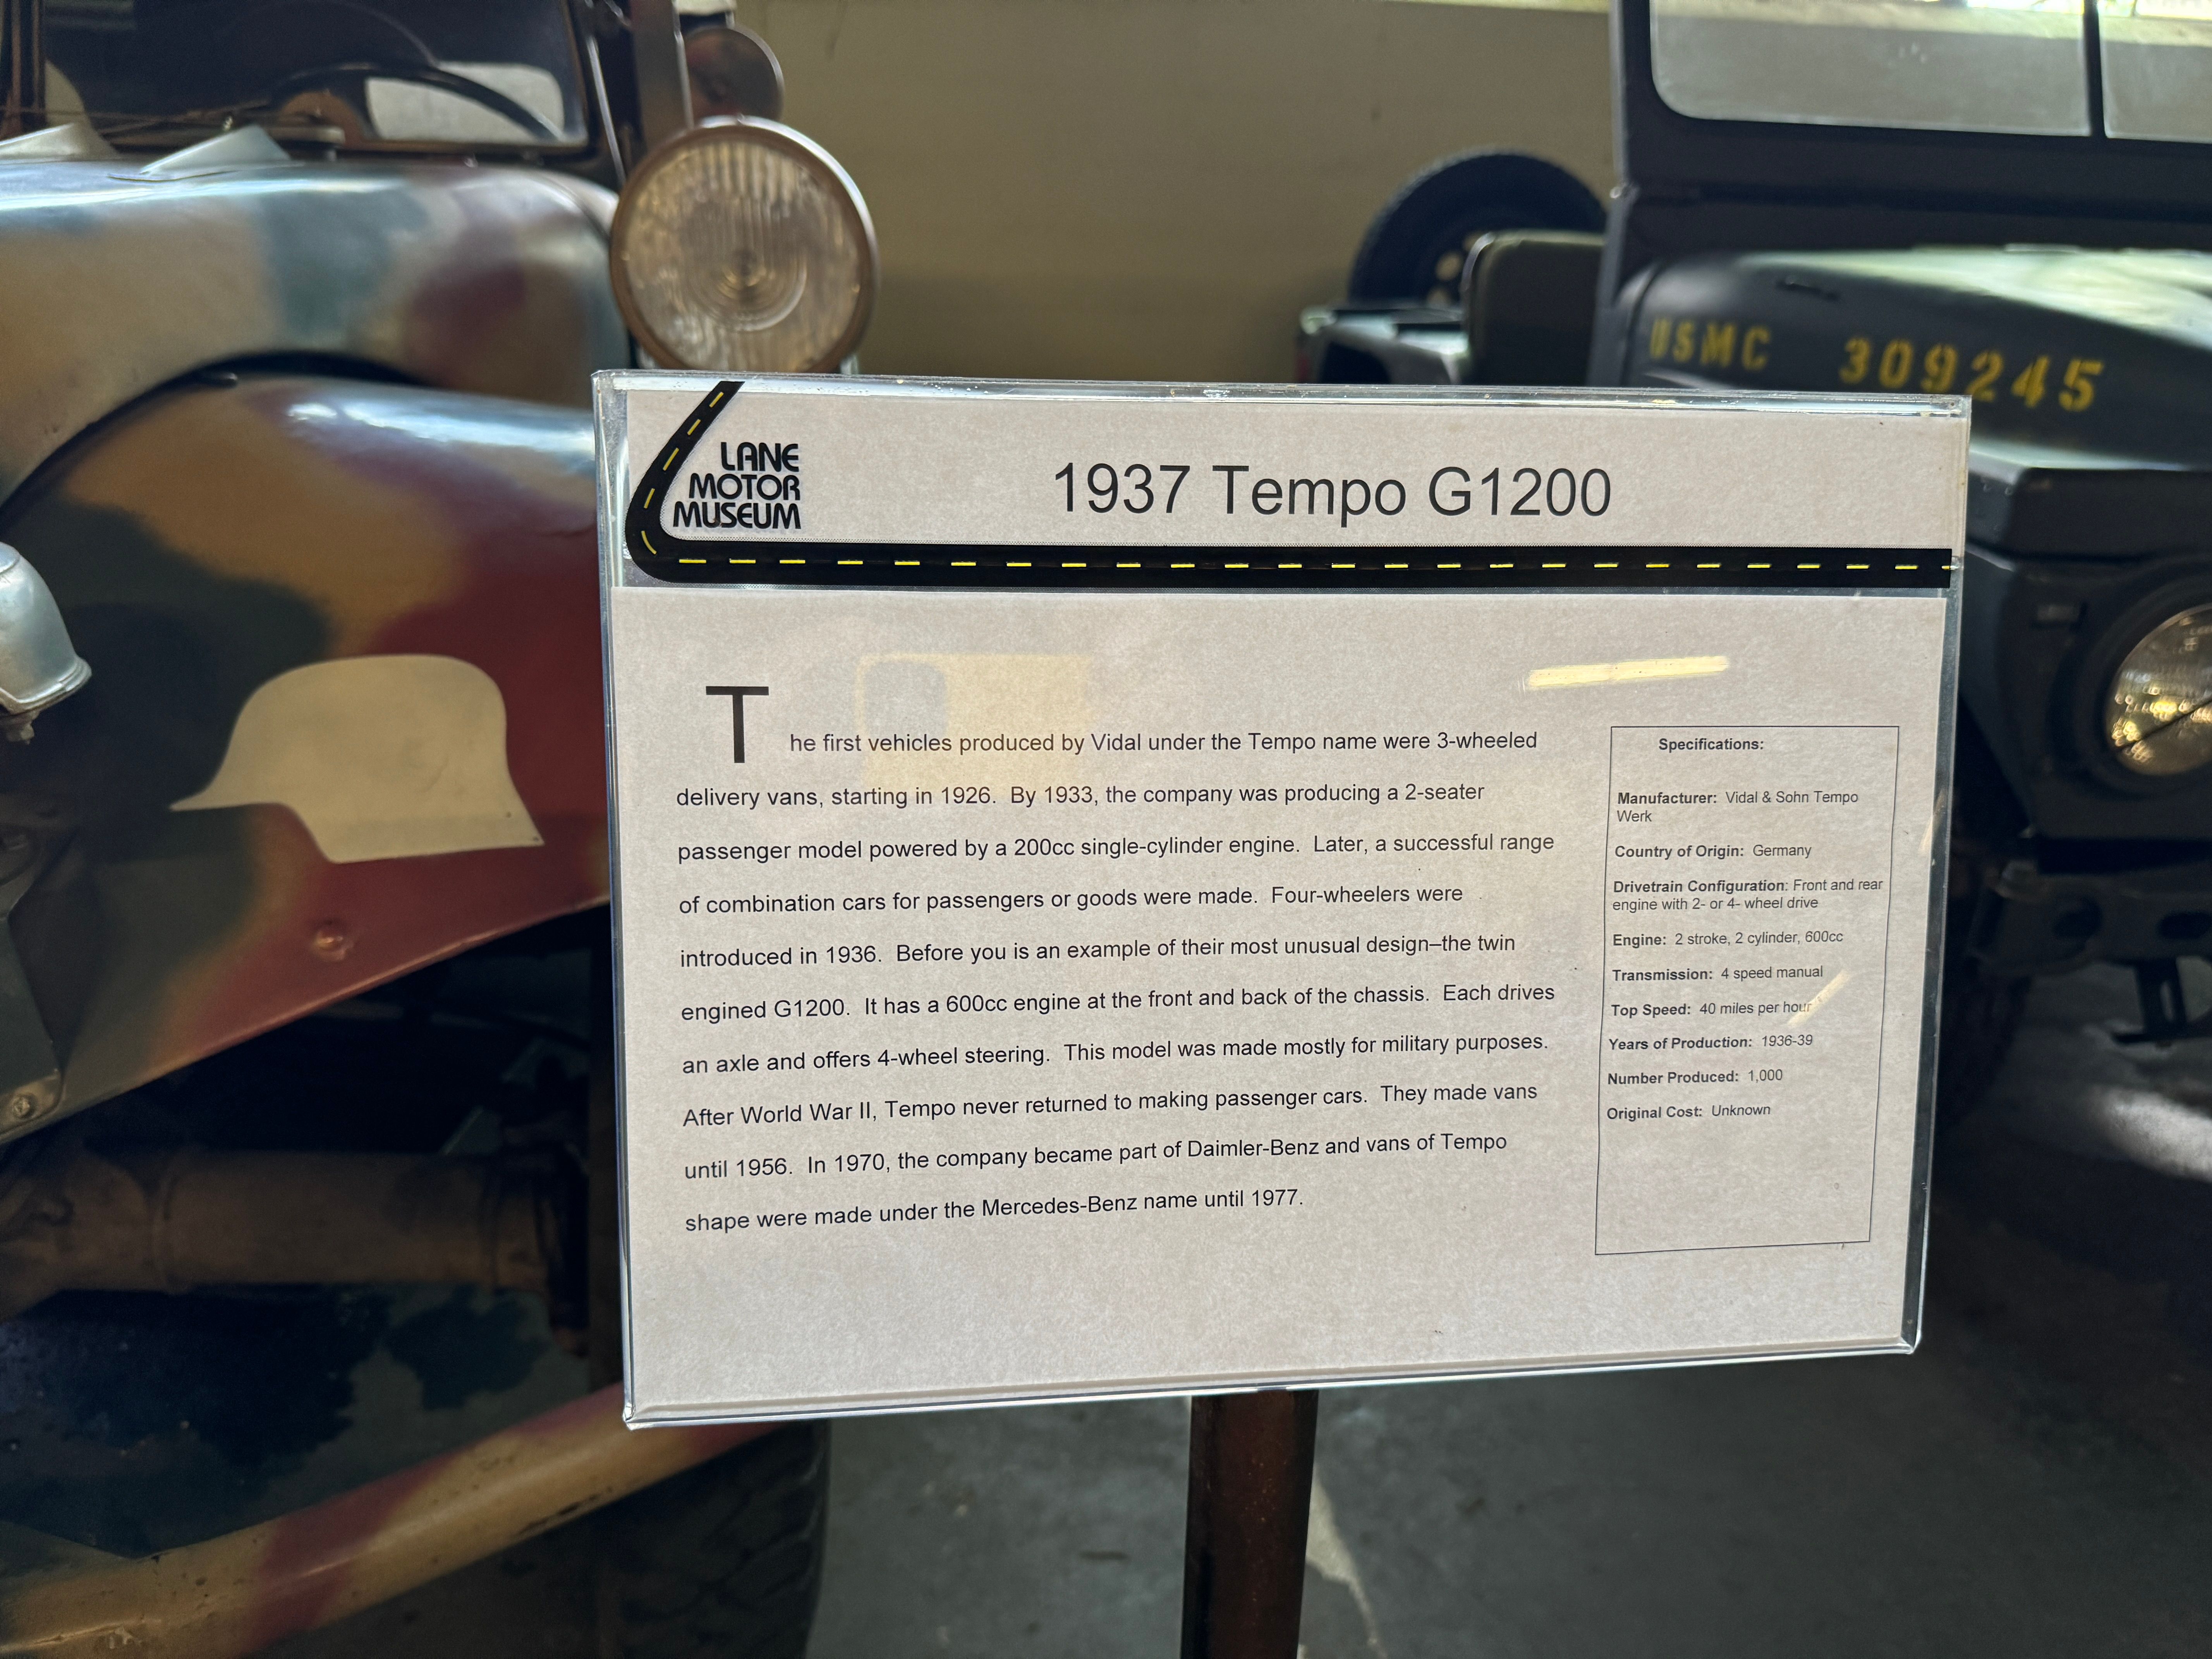 USMC 309245
LANE
MOTOR
MUSEUM
1937 Tempo G1200
The first vehicles produced by Vidal under the Tempo name were 3-wheeled
delivery vans, starting in 1926. By 1933, the company was producing a 2-seater
passenger model powered by a 200cc single-cylinder engine. Later, a successful range
of combination cars for passengers or goods were made. Four-wheelers were
introduced in 1936. Before you is an example of their most unusual design–the twin
engined G1200. It has a 600cc engine at the front and back of the chassis. Each drives
an axle and offers 4-wheel steering. This model was made mostly for military purposes.
After World War II, Tempo never returned to making passenger cars. They made vans
until 1956. In 1970, the company became part of Daimler-Benz and vans of Tempo
shape were made under the Mercedes-Benz name until 1977.
Specifications:
Manufacturer: Vidal & Sohn Tempo
Werk
Country of Origin: Germany
Drivetrain Configuration: Front and rear
engine with 2- or 4- wheel drive
Engine: 2 stroke, 2 cylinder, 600cc
Transmission: 4 speed manual
Top Speed: 40 miles per hour
Years of Production: 1936-39
Number Produced: 1,000
Original Cost: Unknown